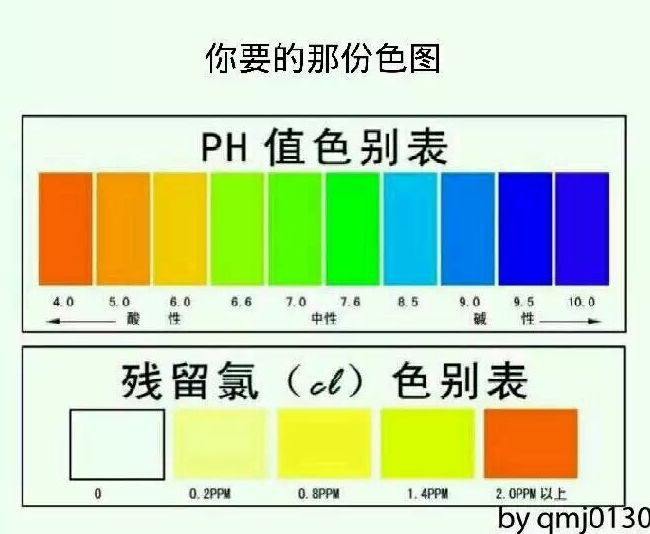 你要的那份色图
PH 值色别表
4.0 5.0 6.0 6.6 7.0 7.6 8.5 9.0 9.5 10.0
酸 性 中性 碱 性
残留氯（cl）色别表
0 0.2PPM 0.8PPM 1.4PPM 2.0PPM 以上
by qmj0130